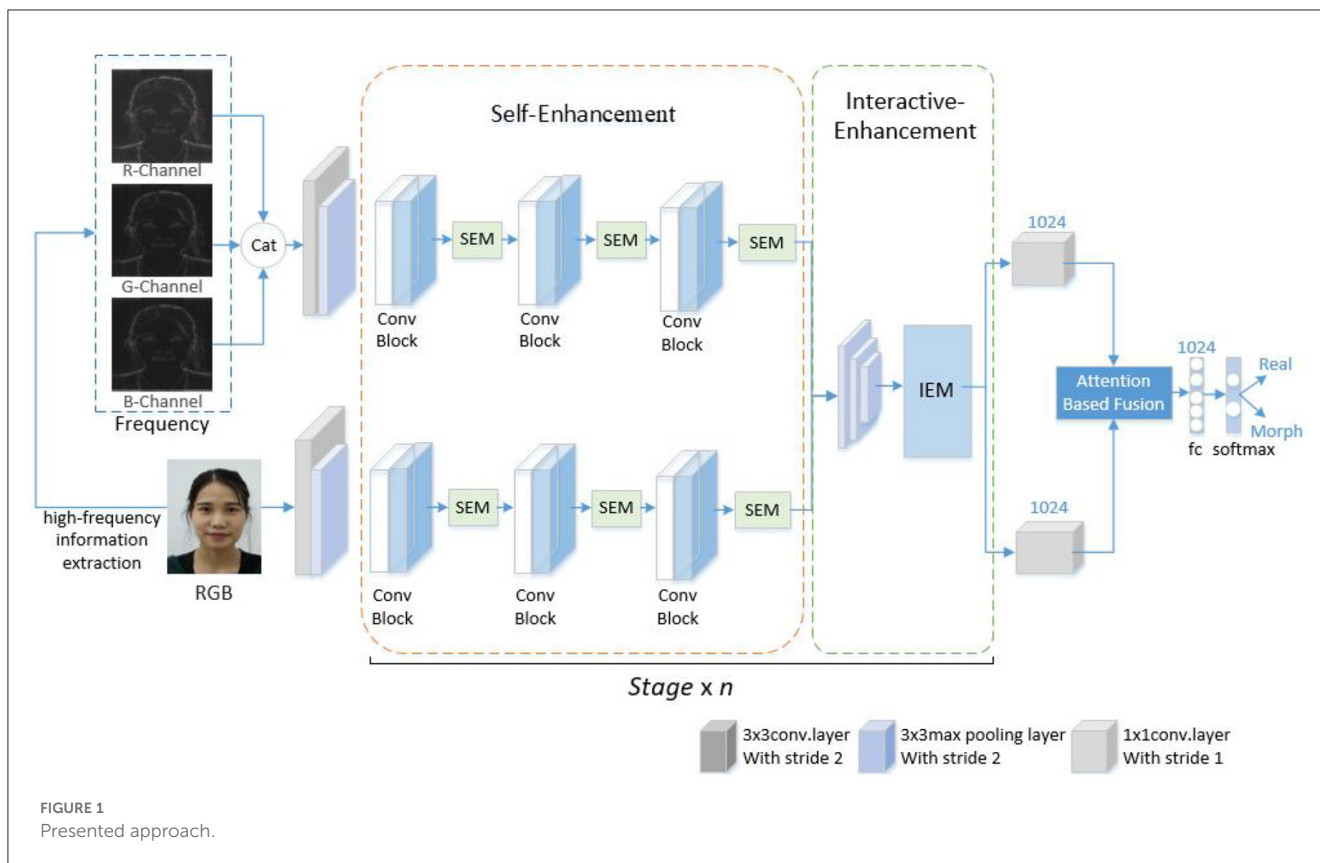 Self-Enhancement
Interactive-
Enhancement
R-Channel
G-Channel
B-Channel
Frequency
Cat
SEM
SEM
SEM
Conv
Block
Conv
Block
Conv
Block
high-frequency
information
extraction
RGB
SEM
SEM
SEM
Conv
Block
Conv
Block
Conv
Block
IEM
1024
1024
Attention
Based Fusion
1024
fc
softmax
Real
Morph
Stage x n
3x3conv.layer
With stride 2
3x3max pooling layer
With stride 2
1x1conv.layer
With stride 1
FIGURE 1
Presented approach.